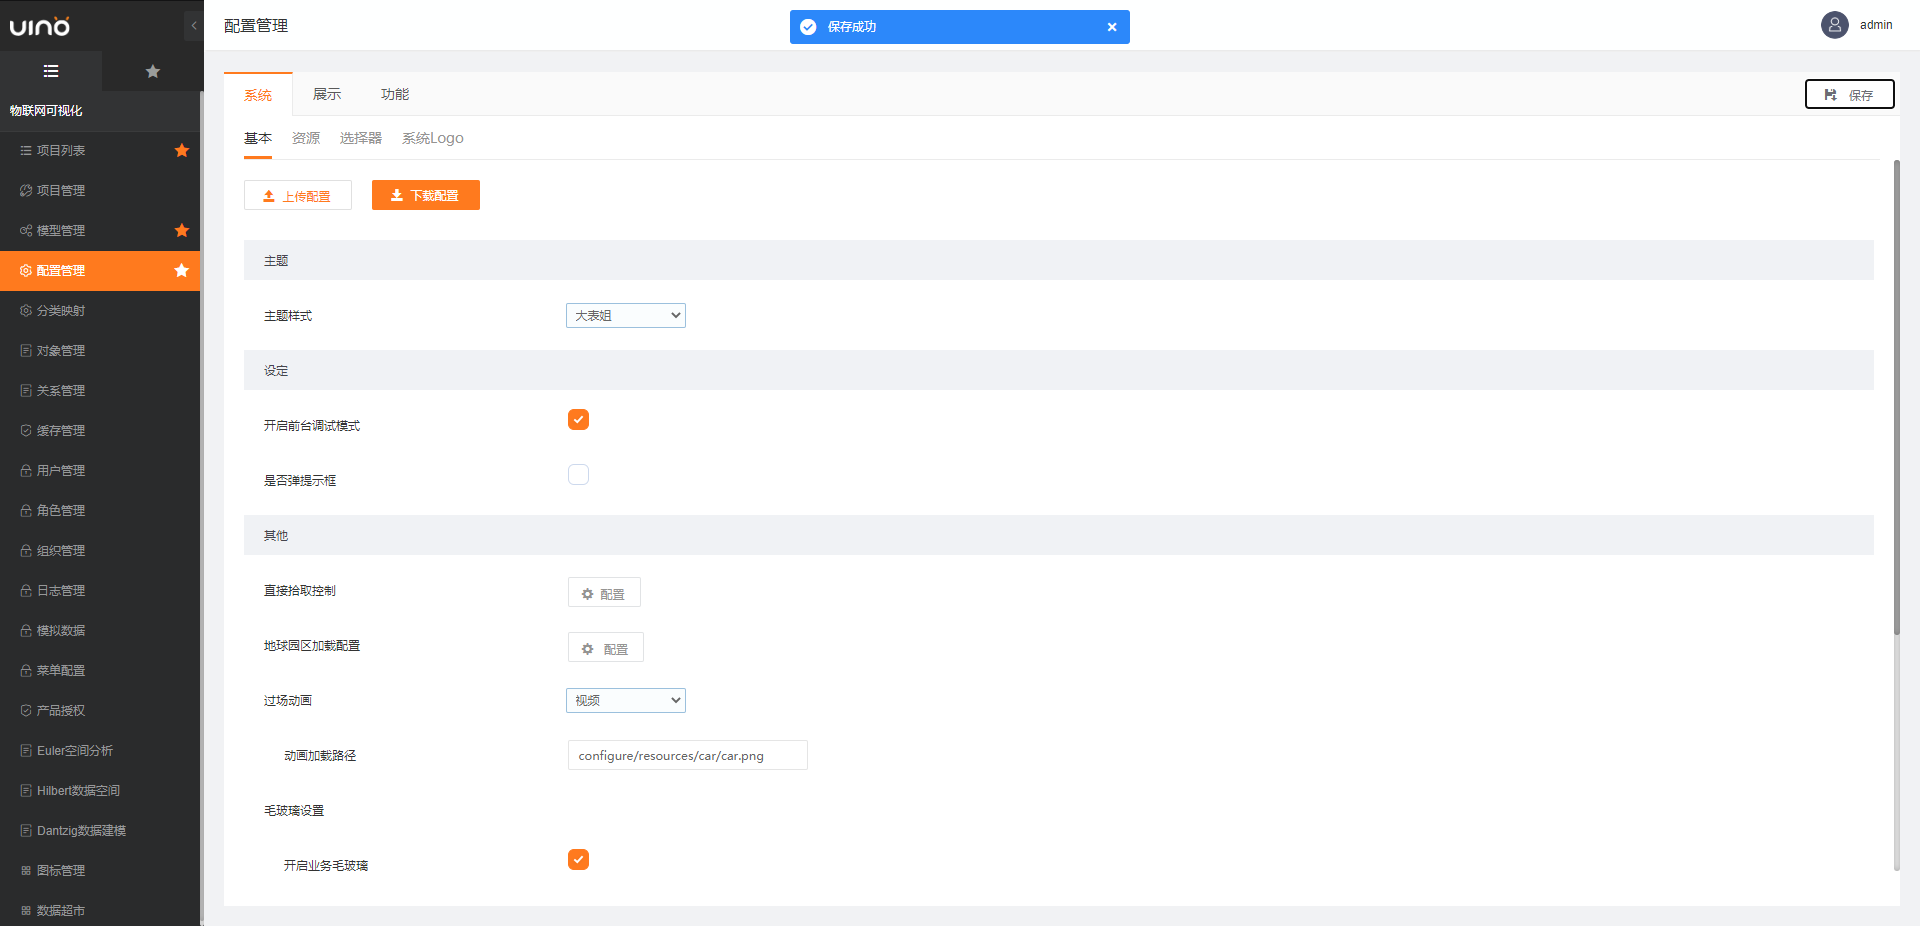 uino
配置管理
保存成功
admin
物联网可视化
项目列表
项目管理
模型管理
配置管理
分类映射
对象管理
关系管理
缓存管理
用户管理
角色管理
组织管理
日志管理
模拟数据
菜单配置
产品授权
Euler空间分析
Hilbert数据空间
Dantzig数据建模
图标管理
数据超市
系统 展示 功能
保存
基本 资源 选择器 系统Logo
上传配置 下载配置
主题
主题样式 大表姐
设定
开启前台调试模式
是否弹提示框
其他
直接拾取控制 配置
地球园区加载配置 配置
过场动画 视频
动画加载路径 configure/resources/car/car.png
毛玻璃设置
开启业务毛玻璃